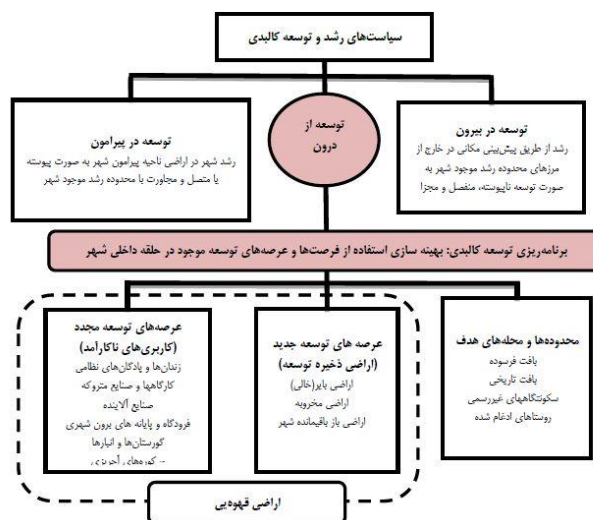 سیاست‌های رشد و توسعه کالبدی
توسعه در بیرون
رشد از طریق پیش‌بینی مکانی در خارج از
مرزهای محدوده رشد موجود شهر به
صورت توسعه ناپیوسته، منفصل و مجزا
توسعه از
درون
توسعه در پیرامون
رشد شهر در اراضی ناحیه پیرامون شهر به صورت پیوسته
یا متصل و مجاورت با محدوده رشد موجود شهر
برنامه‌ریزی توسعه کالبدی: بهینه سازی استفاده از فرصت‌ها و عرصه‌های توسعه موجود در حلقه داخلی شهر
محدوده‌ها و محله‌های هدف
بافت فرسوده
بافت تاریخی
سکونتگاههای غیررسمی
روستاهای ادغام شده
عرصه های توسعه جدید
(اراضی ذخیره توسعه)
اراضی بایر(خالی)
اراضی مخروبه
اراضی باز باقیمانده شهر
عرصه‌های توسعه مجدد
(کاربری‌های ناکارآمد)
زندان‌ها و پادگان‌های نظامی
کارگاهها و صنایع متروکه
صنایع آلاینده
فرودگاه و پایانه های برون شهری
گورستان‌ها و انبارها
- کوره‌های آجرپزی
اراضی قهوه‌یی